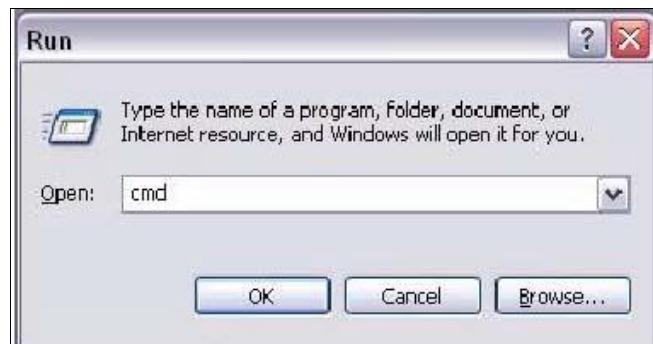 Run
?
X
Type the name of a program, folder, document, or
Internet resource, and Windows will open it for you.
Open: cmd
OK Cancel Browse...